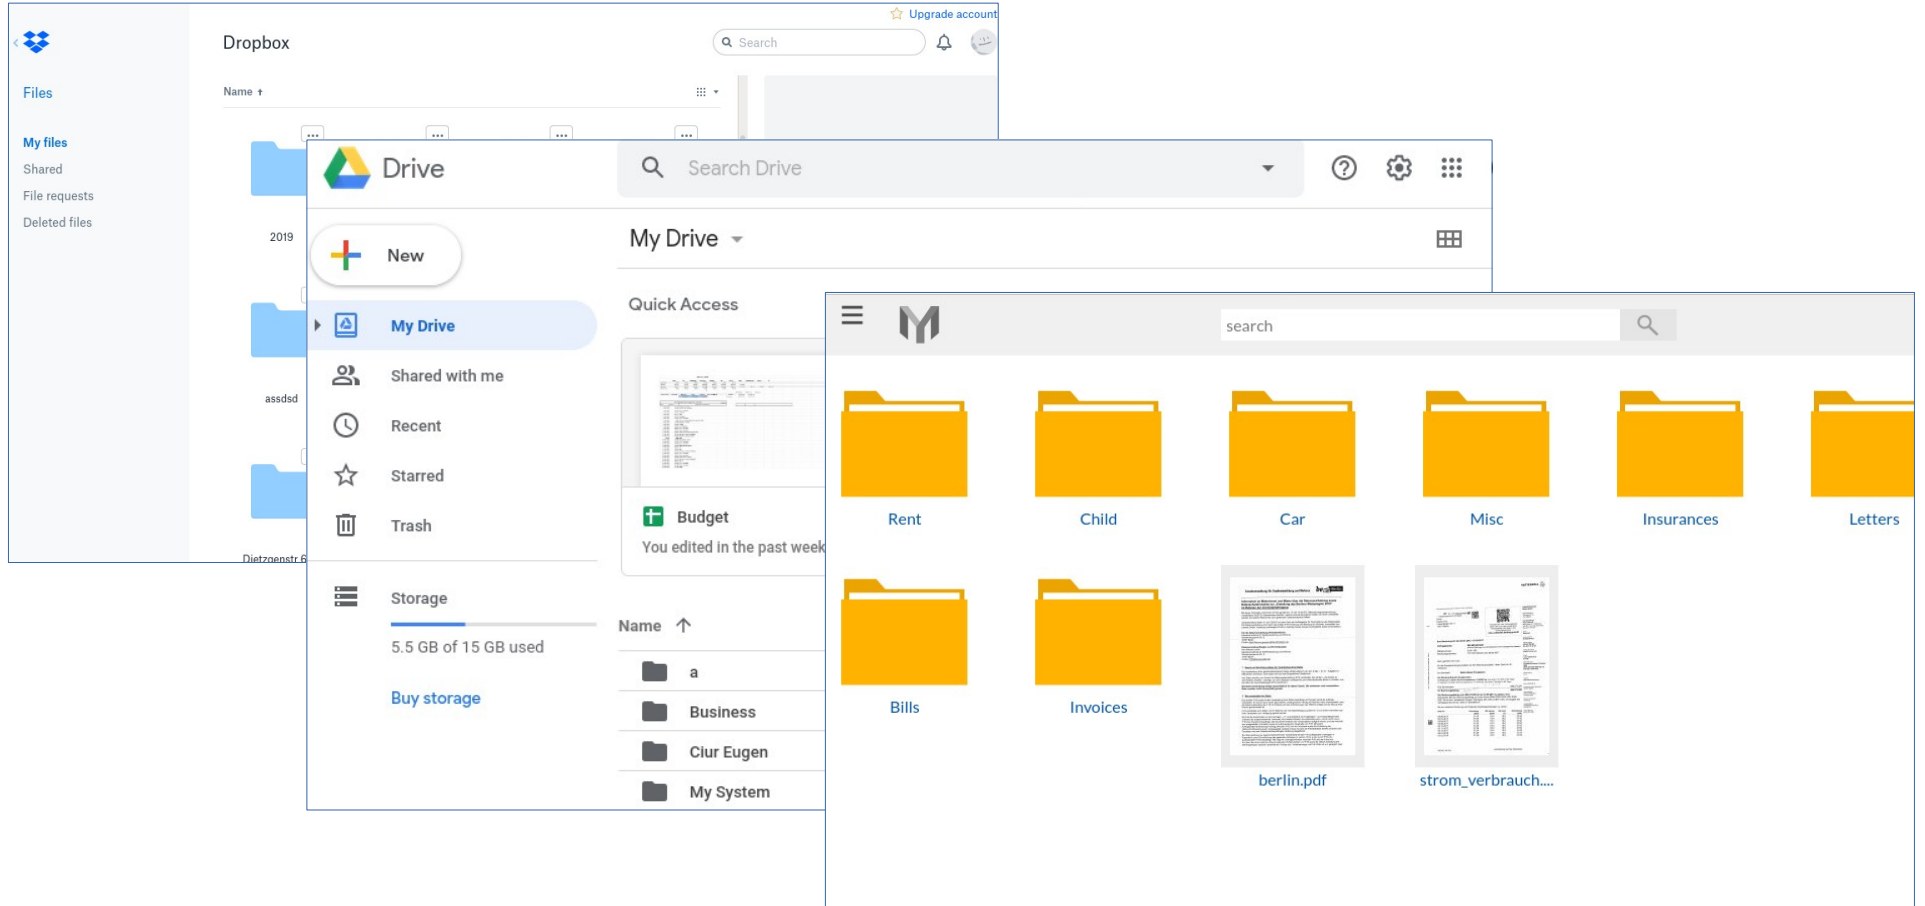 Upgrade account
Dropbox
Search
Files
Name
My files
Shared
File requests
Deleted files
2019
assdsd
Dietzgenstr 6
Drive
Search Drive
New
My Drive
My Drive
Quick Access
Shared with me
Recent
Starred
Trash
Budget
You edited in the past week
Storage
5.5 GB of 15 GB used
Buy storage
Name
a
Business
Ciur Eugen
My System
search
Rent
Child
Car
Misc
Insurances
Letters
Bills
Invoices
berlin.pdf
strom_verbrauch....